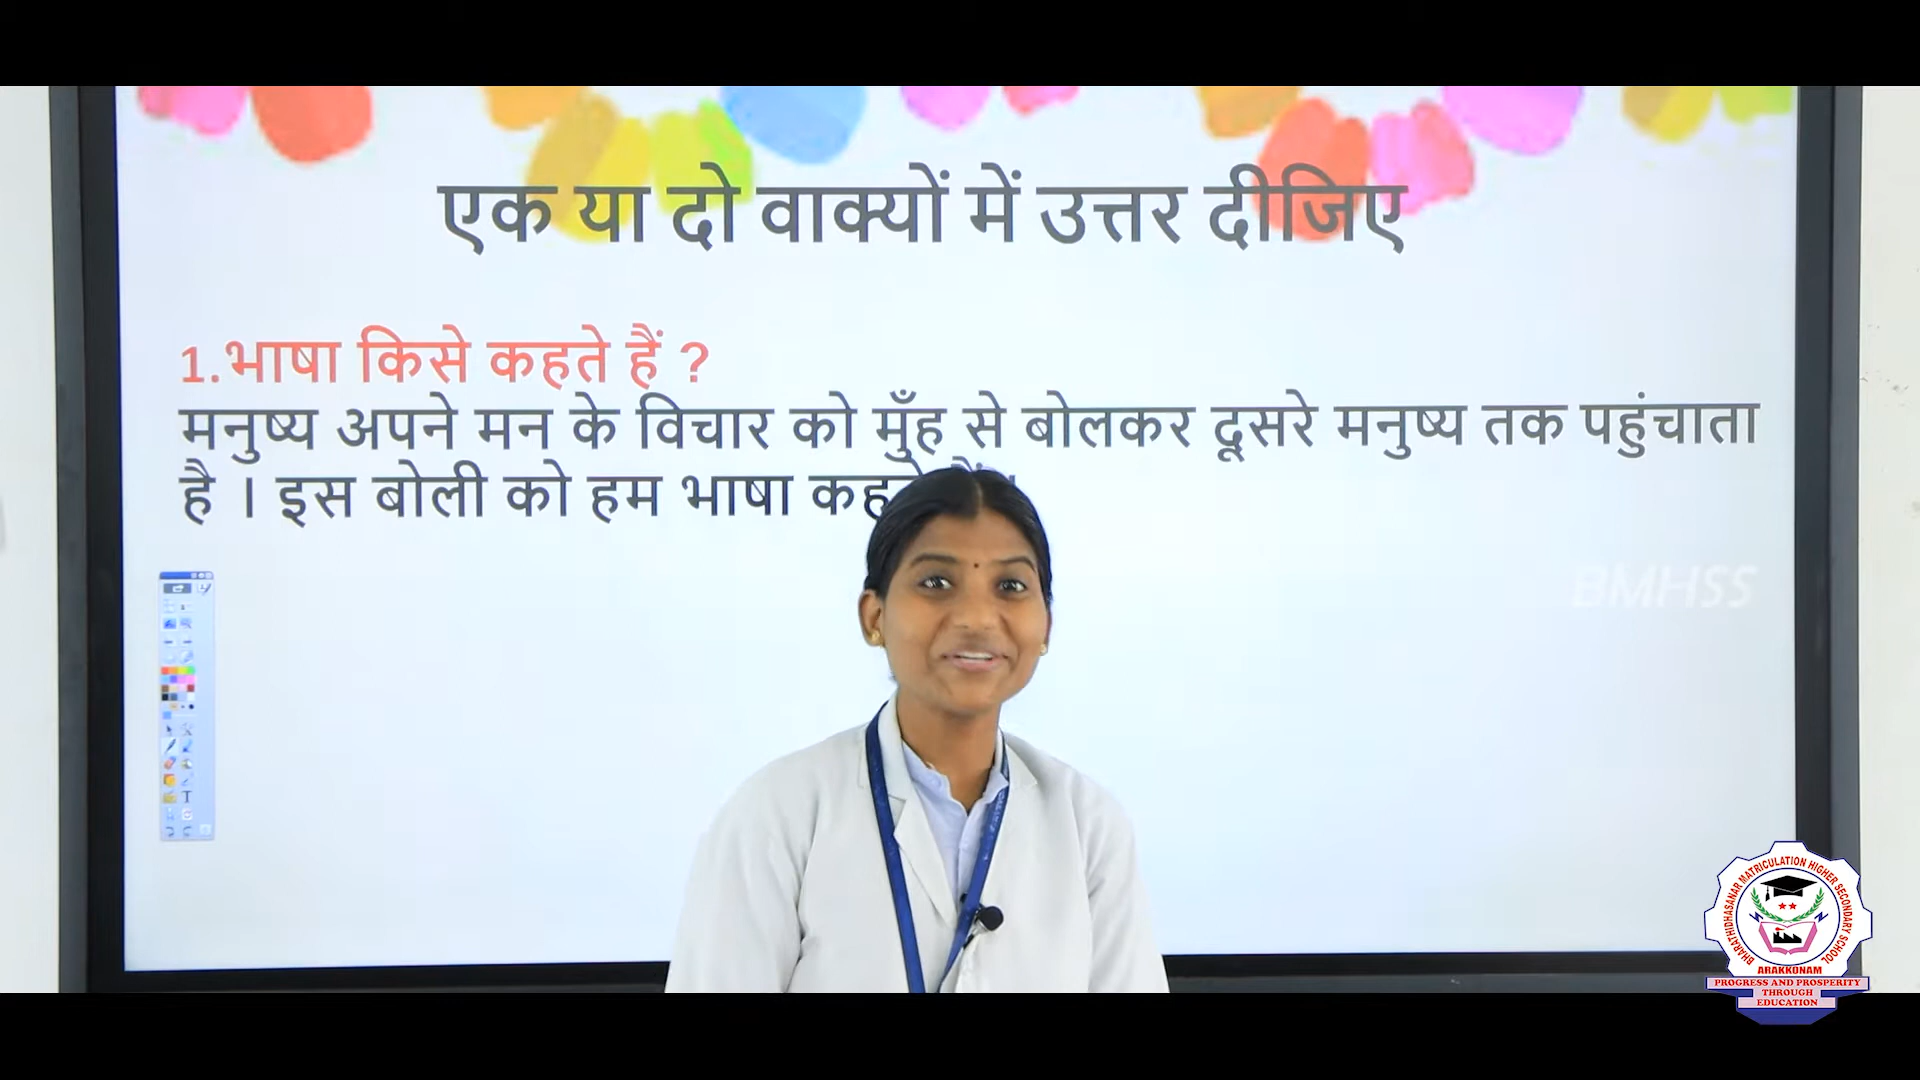 एक या दो वाक्यों में उत्तर दीजिए
1.भाषा किसे कहते हैं ?
मनुष्य अपने मन के विचार को मुँह से बोलकर दूसरे मनुष्य तक पहुंचाता
है । इस बोली को हम भाषा
BMHSS
BHARATHIDHASANAR MATRICULATION HIGHER SECONDARY SCHOOL
ARAKKONAM
PROGRESS AND PROSPERITY
THROUGH
EDUCATION